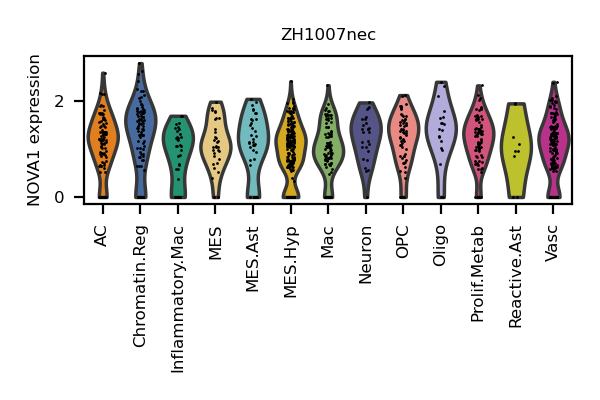 ZH1007nec
NOVA1 expression
2
0
AC
Chromatin.Reg
Inflammatory.Mac
MES
MES.Ast
MES.Hyp
Mac
Neuron
OPC
Oligo
Prolif.Metab
Reactive.Ast
Vasc